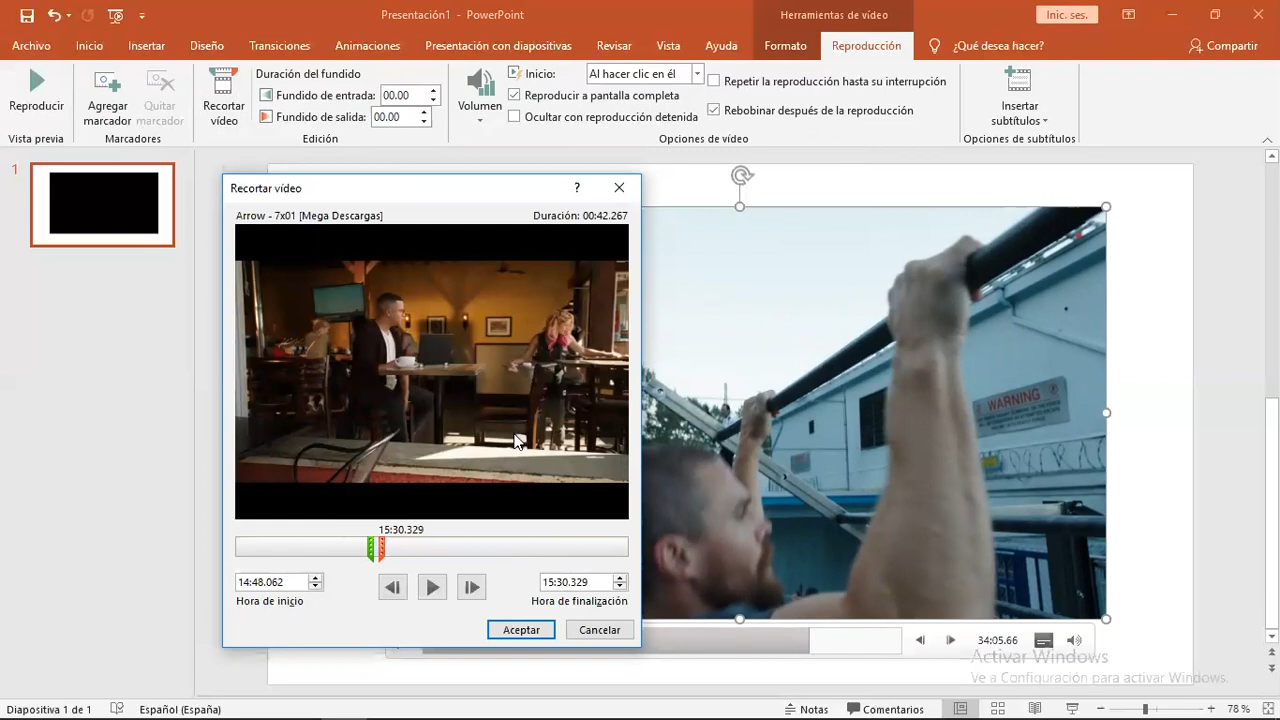 Presentación1 - PowerPoint
Herramientas de vídeo
Inic. ses.
Archivo
Inicio
Insertar
Diseño
Transiciones
Animaciones
Presentación con diapositivas
Revisar
Vista
Ayuda
Formato
Reproducción
¿Qué desea hacer?
Compartir
Reproducir
Vista previa
Agregar marcador
Quitar marcador
Marcadores
Recortar vídeo
Duración del fundido
Fundido de entrada: 00.00
Fundido de salida: 00.00
Edición
Volumen
Inicio: Al hacer clic en él
Reproducir a pantalla completa
Ocultar con reproducción detenida
Repetir la reproducción hasta su interrupción
Rebobinar después de la reproducción
Opciones de vídeo
Insertar subtítulos
Opciones de subtítulos
1
Recortar vídeo
?
Arrow - 7x01 [Mega Descargas]
Duración: 00:42.267
15:30.329
14:48.062
15:30.329
Hora de inicio
Hora de finalización
Aceptar
Cancelar
WARNING
34:05.66
Activar Windows
Ve a Configuración para activar Windows.
Diapositiva 1 de 1
Español (España)
Notas
Comentarios
78 %